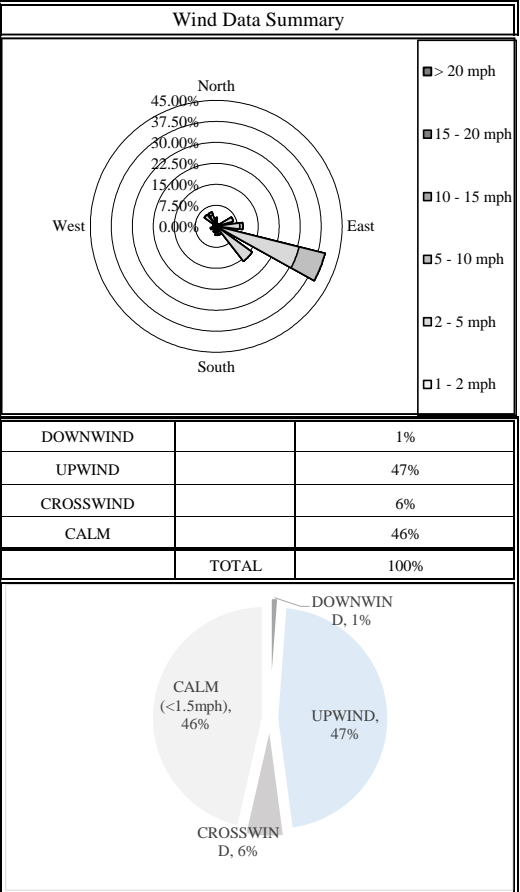 Wind Data Summary
North
45.00%
37.50%
30.00%
22.50%
15.00%
7.50%
0.00%
West
East
South
> 20 mph
15 - 20 mph
10 - 15 mph
5 - 10 mph
2 - 5 mph
1 - 2 mph
DOWNWIND 1%
UPWIND 47%
CROSSWIND 6%
CALM 46%
TOTAL 100%
DOWNWIN
D, 1%
CALM
(<1.5mph),
46%
UPWIND,
47%
CROSSWIN
D, 6%